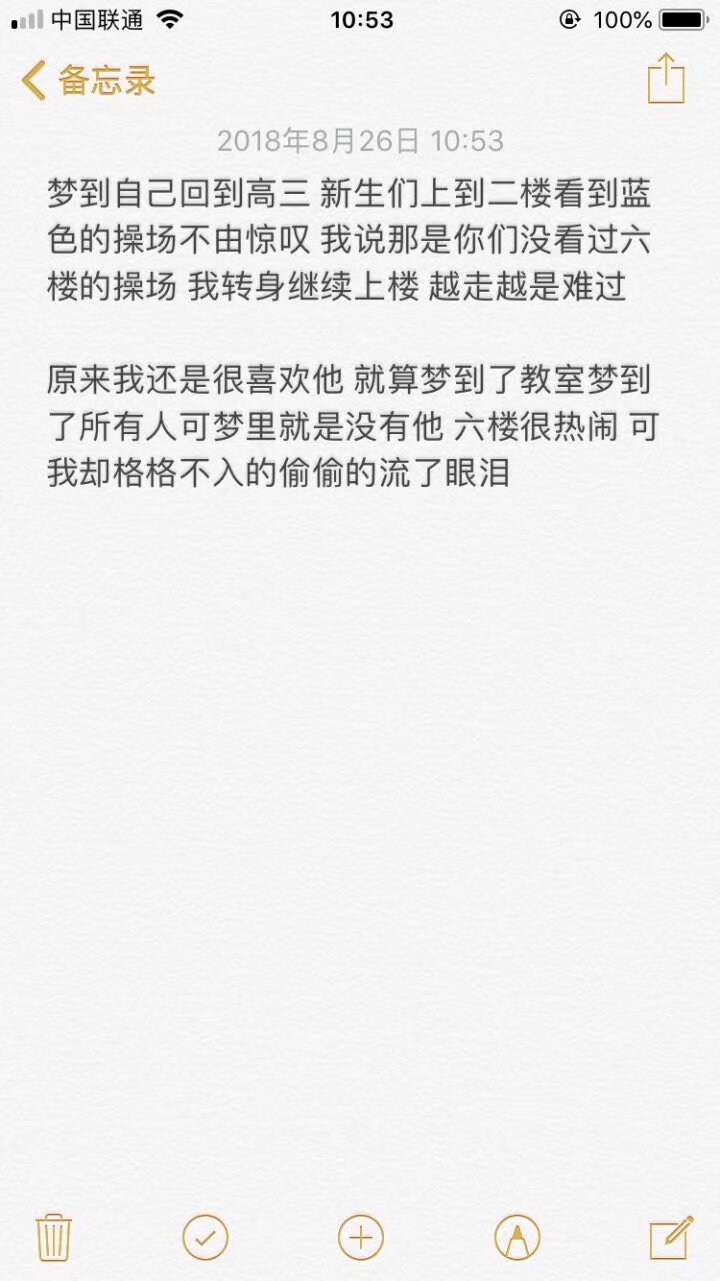 中国联通 10:53 100%
备忘录
2018年8月26日 10:53
梦到自己回到高三 新生们上到二楼看到蓝
色的操场不由惊叹 我说那是你们没看过六
楼的操场 我转身继续上楼 越走越是难过
原来我还是很喜欢他 就算梦到了教室梦到
了所有人可梦里就是没有他 六楼很热闹 可
我却格格不入的偷偷的流了眼泪